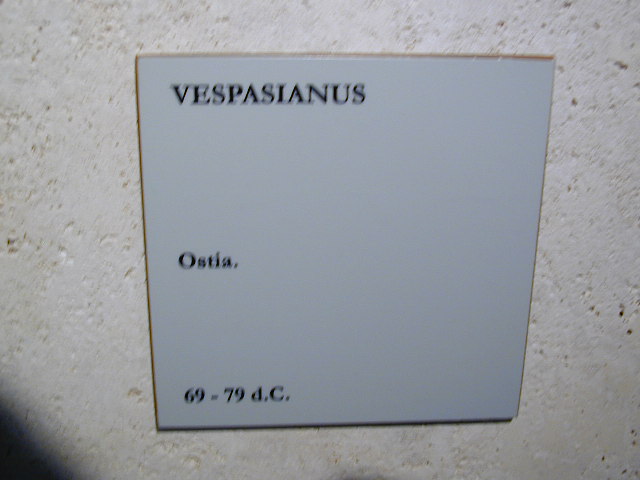 VESPASIANUS
Ostia.
69 - 79 d.C.